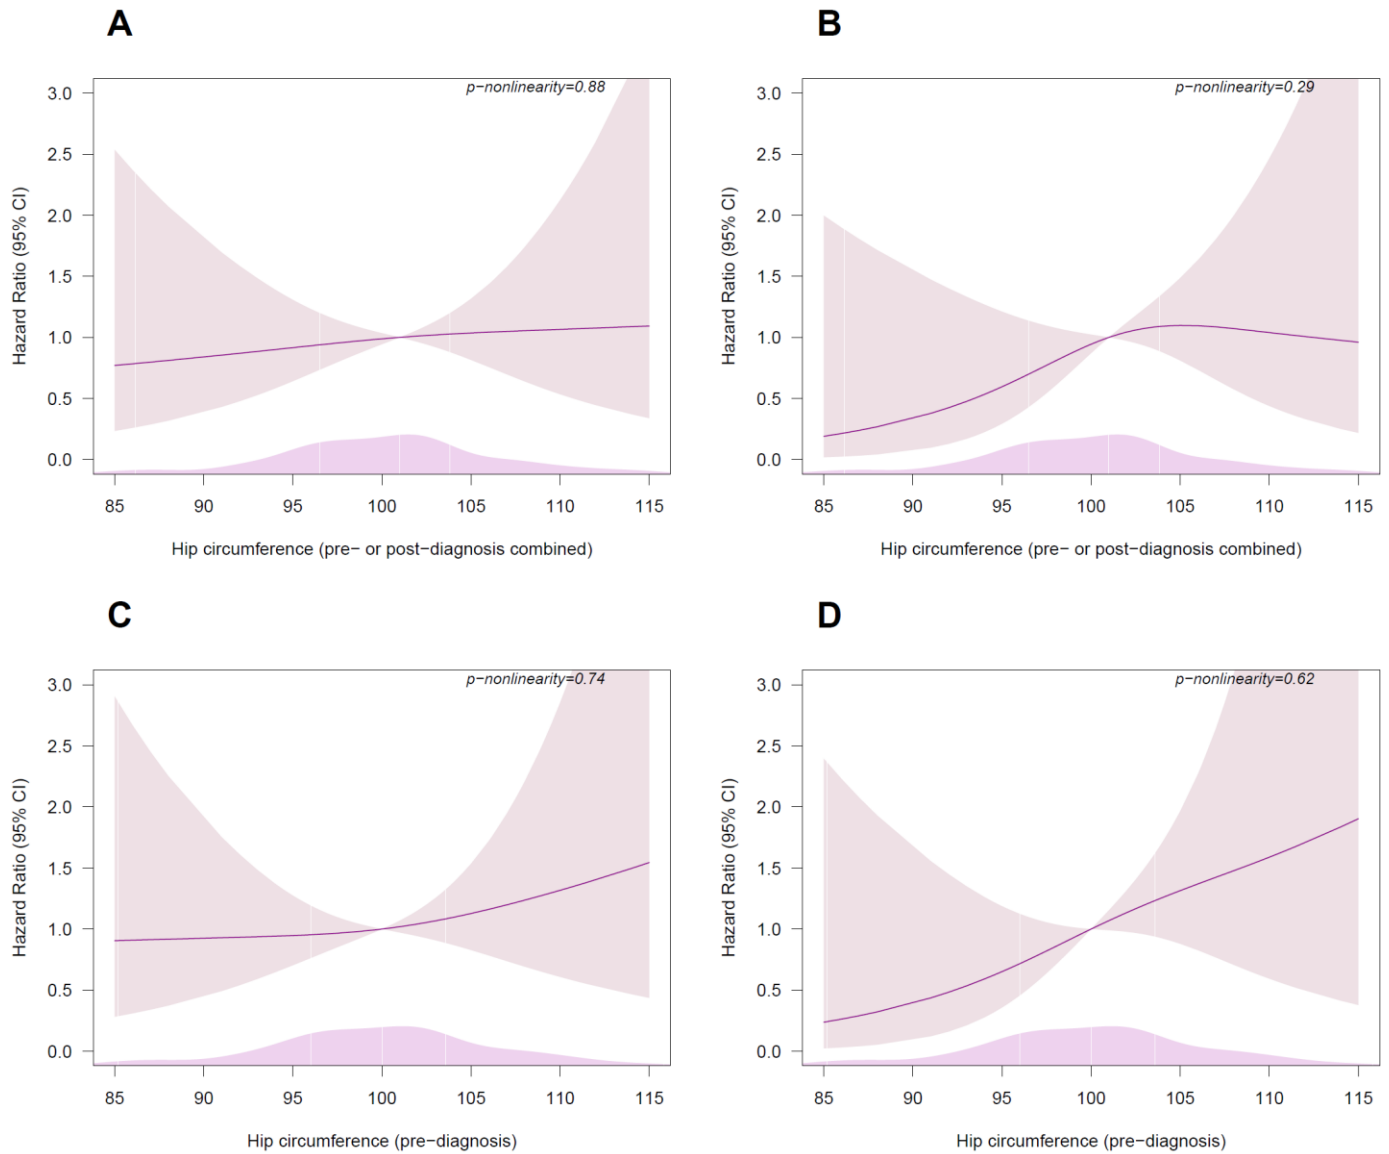 A
p−nonlinearity=0.88
3.0
2.5
2.0
1.5
1.0
0.5
0.0
Hazard Ratio (95% CI)
85 90 95 100 105 110 115
Hip circumference (pre− or post−diagnosis combined)
B
p−nonlinearity=0.29
3.0
2.5
2.0
1.5
1.0
0.5
0.0
Hazard Ratio (95% CI)
85 90 95 100 105 110 115
Hip circumference (pre− or post−diagnosis combined)
C
p−nonlinearity=0.74
3.0
2.5
2.0
1.5
1.0
0.5
0.0
Hazard Ratio (95% CI)
85 90 95 100 105 110 115
Hip circumference (pre−diagnosis)
D
p−nonlinearity=0.62
3.0
2.5
2.0
1.5
1.0
0.5
0.0
Hazard Ratio (95% CI)
85 90 95 100 105 110 115
Hip circumference (pre−diagnosis)